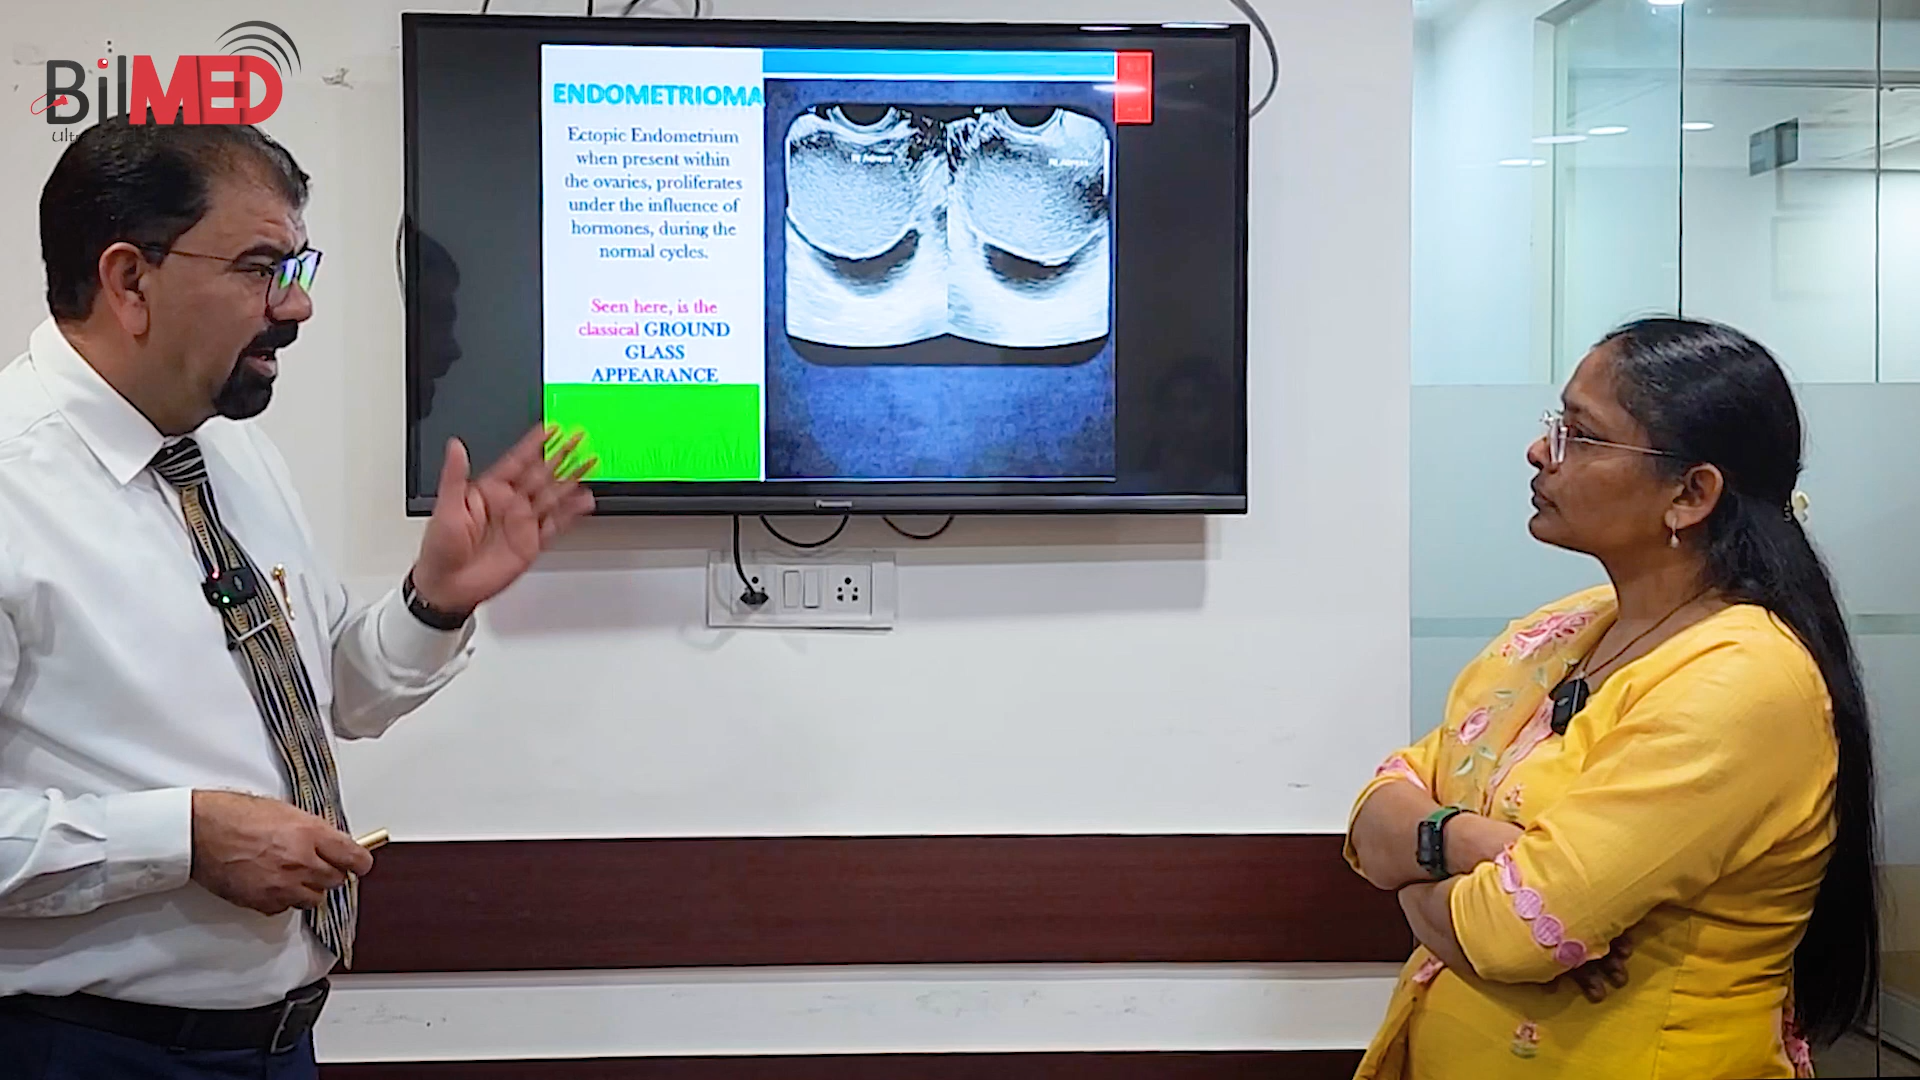 BilMED
ENDOMETRIOMA
Ectopic Endometrium
when present within
the ovaries, proliferates
under the influence of
hormones, during the
normal cycles.
Seen here, is the
classical GROUND
GLASS
APPEARANCE
Panasonic